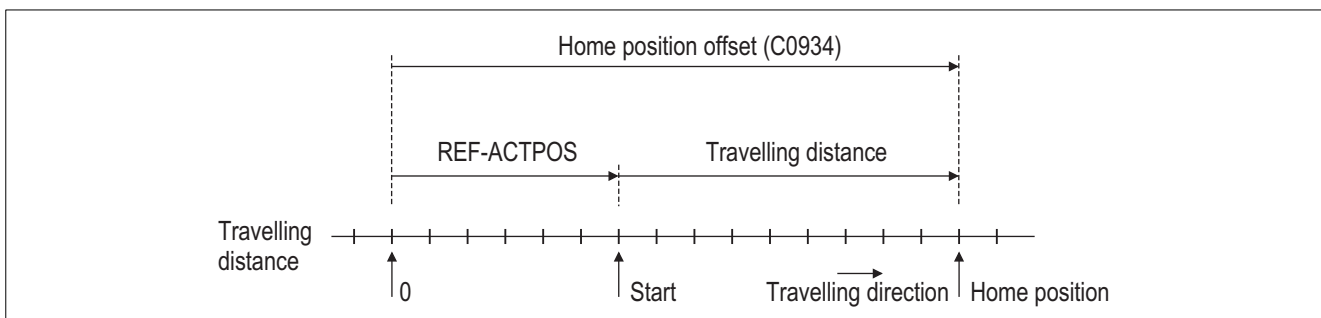 Home position offset (C0934)
REF-ACTPOS Travelling distance
Travelling
distance
0 Start Travelling direction Home position